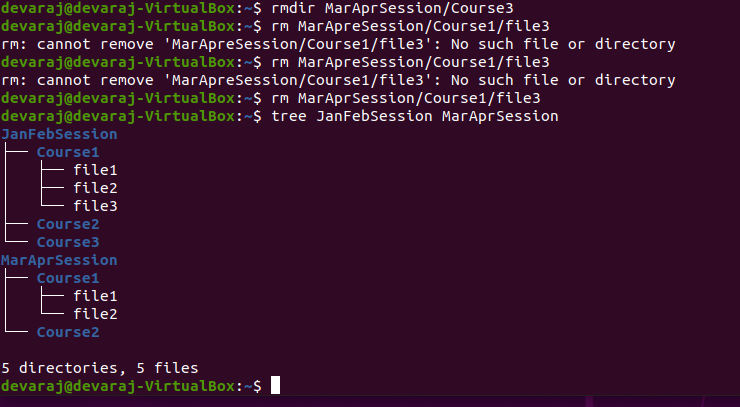 devaraj@devaraj-VirtualBox:~$ rmdir MarAprSession/Course3
devaraj@devaraj-VirtualBox:~$ rm MarApreSession/Course1/file3
rm: cannot remove 'MarApreSession/Course1/file3': No such file or directory
devaraj@devaraj-VirtualBox:~$ rm MarApreSession/Course1/file3
rm: cannot remove 'MarApreSession/Course1/file3': No such file or directory
devaraj@devaraj-VirtualBox:~$ rm MarAprSession/Course1/file3
devaraj@devaraj-VirtualBox:~$ tree JanFebSession MarAprSession
JanFebSession
├── Course1
│   ├── file1
│   ├── file2
│   └── file3
├── Course2
└── Course3
MarAprSession
├── Course1
│   ├── file1
│   └── file2
└── Course2
5 directories, 5 files
devaraj@devaraj-VirtualBox:~$